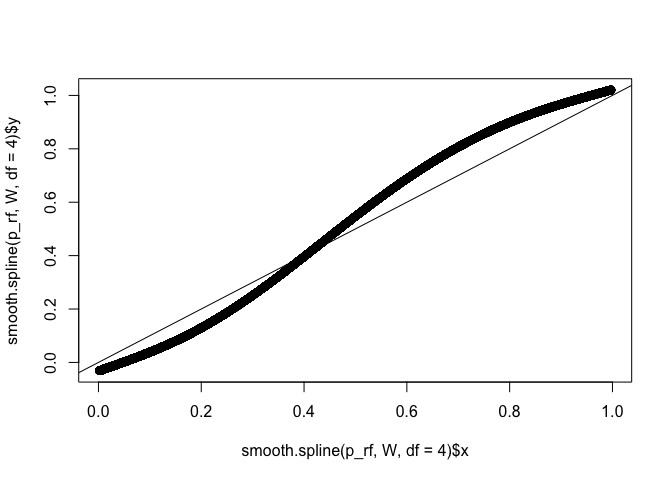 smooth.spline(p_rf, W, df = 4)$y
1.0
0.8
0.6
0.4
0.2
0.0
0.0 0.2 0.4 0.6 0.8 1.0
smooth.spline(p_rf, W, df = 4)$x